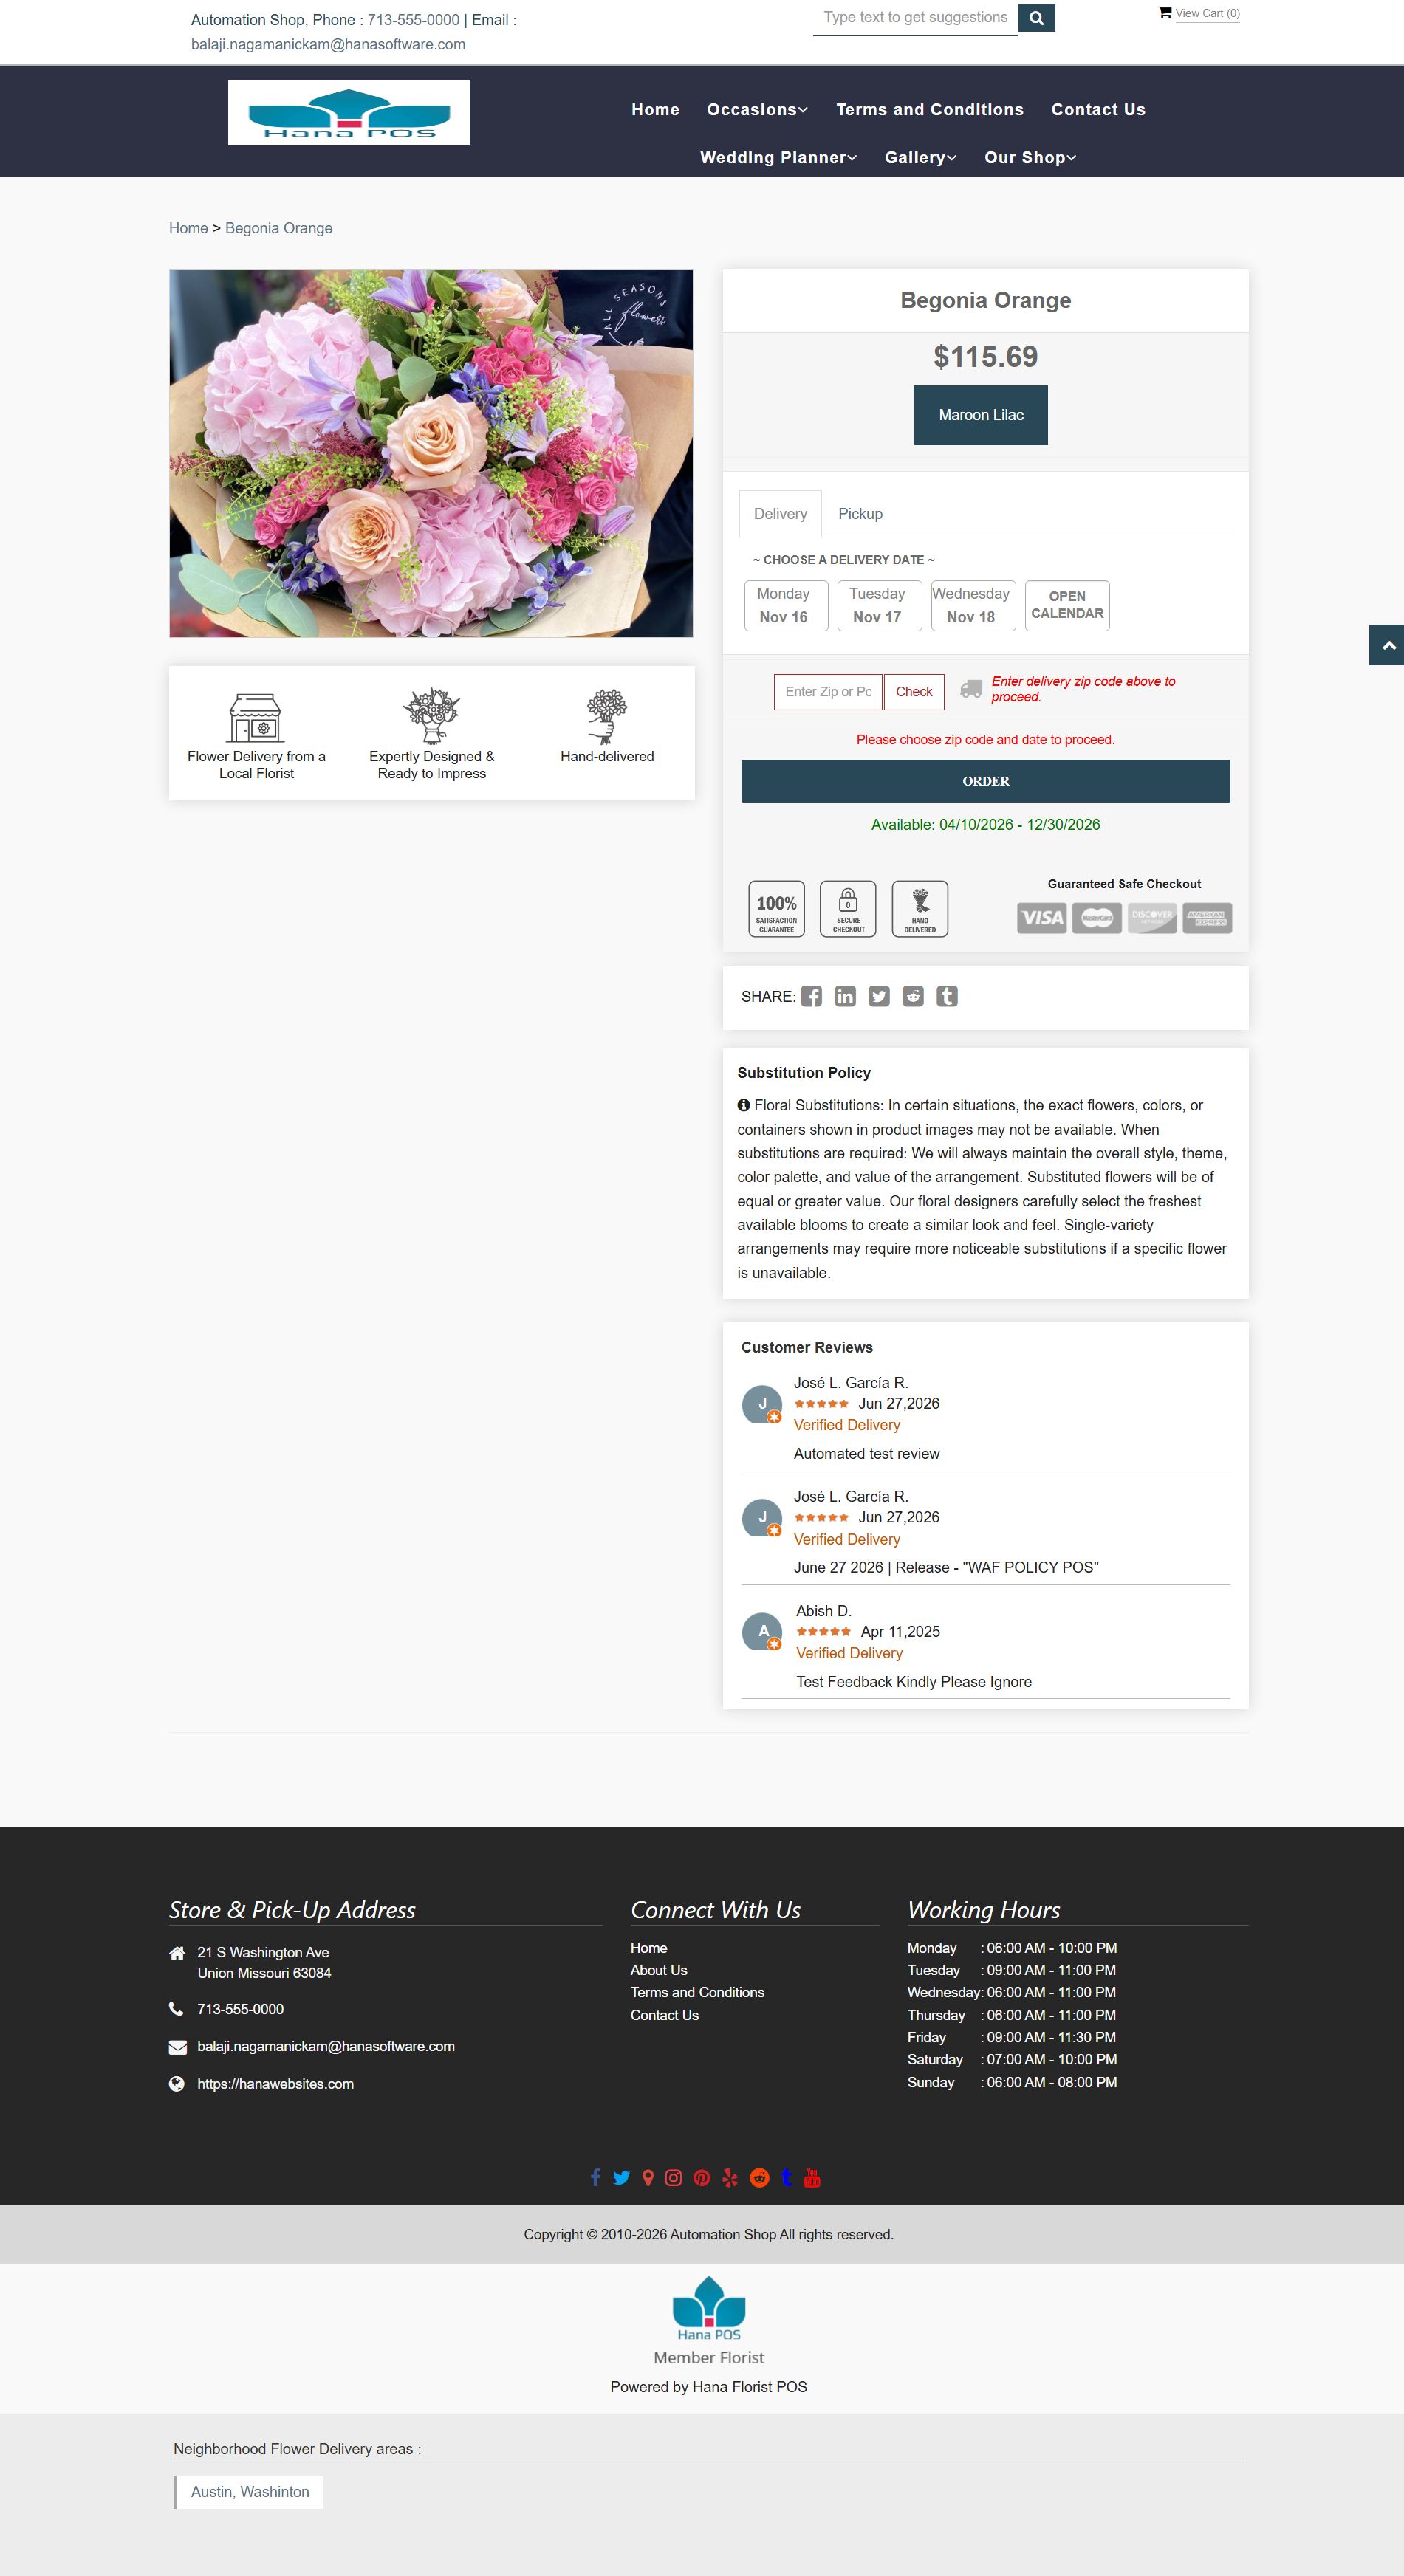 Automation Shop, Phone : 713-555-0000 | Email :
balaji.nagamanickam@hanasoftware.com
Type text to get suggestions
View Cart (0)
Hana POS
Home Occasions Terms and Conditions Contact Us
Wedding Planner Gallery Our Shop
Home > Begonia Orange
ALL SEASONS
flowers
Begonia Orange
$115.69
Maroon Lilac
Delivery Pickup
~ CHOOSE A DELIVERY DATE ~
Monday Tuesday Wednesday OPEN
Nov 16 Nov 17 Nov 18 CALENDAR
Enter Zip or Pc Check Enter delivery zip code above to
proceed.
Please choose zip code and date to proceed.
ORDER
Available: 04/10/2026 - 12/30/2026
Flower Delivery from a
Local Florist
Expertly Designed &
Ready to Impress
Hand-delivered
100%
SATISFACTION
GUARANTEE
SECURE
CHECKOUT
HAND
DELIVERED
Guaranteed Safe Checkout
VISA MasterCard DISCOVER NETWORK AMERICAN EXPRESS
SHARE:
Substitution Policy
Floral Substitutions: In certain situations, the exact flowers, colors, or
containers shown in product images may not be available. When
substitutions are required: We will always maintain the overall style, theme,
color palette, and value of the arrangement. Substituted flowers will be of
equal or greater value. Our floral designers carefully select the freshest
available blooms to create a similar look and feel. Single-variety
arrangements may require more noticeable substitutions if a specific flower
is unavailable.
Customer Reviews
J
José L. García R.
Jun 27,2026
Verified Delivery
Automated test review
J
José L. García R.
Jun 27,2026
Verified Delivery
June 27 2026 | Release - "WAF POLICY POS"
A
Abish D.
Apr 11,2025
Verified Delivery
Test Feedback Kindly Please Ignore
Store & Pick-Up Address
21 S Washington Ave
Union Missouri 63084
713-555-0000
balaji.nagamanickam@hanasoftware.com
https://hanawebsites.com
Connect With Us
Home
About Us
Terms and Conditions
Contact Us
Working Hours
Monday : 06:00 AM - 10:00 PM
Tuesday : 09:00 AM - 11:00 PM
Wednesday: 06:00 AM - 11:00 PM
Thursday : 06:00 AM - 11:00 PM
Friday : 09:00 AM - 11:30 PM
Saturday : 07:00 AM - 10:00 PM
Sunday : 06:00 AM - 08:00 PM
Copyright © 2010-2026 Automation Shop All rights reserved.
Hana POS
Member Florist
Powered by Hana Florist POS
Neighborhood Flower Delivery areas :
Austin, Washinton